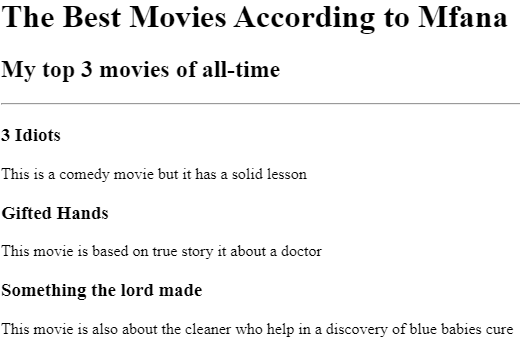 The Best Movies According to Mfana
My top 3 movies of all-time
3 Idiots
This is a comedy movie but it has a solid lesson
Gifted Hands
This movie is based on true story it about a doctor
Something the lord made
This movie is also about the cleaner who help in a discovery of blue babies cure